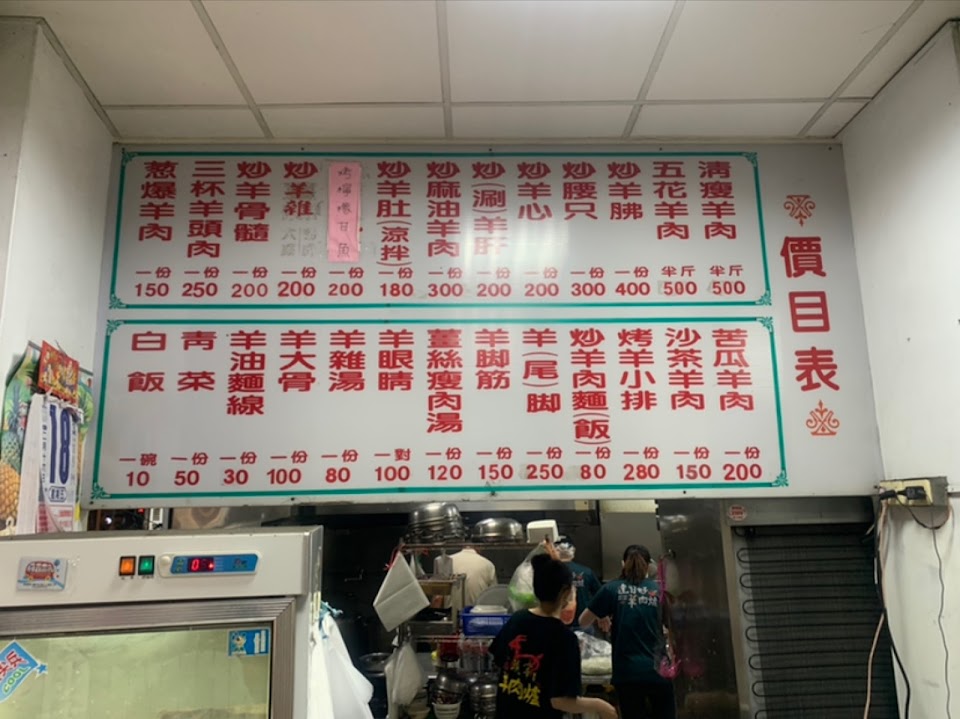 價目表
清瘦羊肉 半斤 500
五花羊肉 半斤 500
炒羊胇 一份 400
炒腰只 一份 300
炒羊心 一份 200
炒(涮)羊肝 一份 200
炒麻油羊肉 一份 300
炒羊肚(涼拌) 一份 180
一份 200
炒羊雜 一份 200
炒羊骨髓 一份 200
三杯羊頭肉 一份 250
葱爆羊肉 一份 150
苦瓜羊肉 一份 200
沙茶羊肉 一份 150
烤羊小排 一份 280
炒羊肉麵(飯) 一份 80
羊(尾)脚 一份 250
羊脚筋 一份 150
薑絲瘦肉湯 一份 120
羊眼睛 一對 100
羊雜湯 一份 80
羊大骨 一份 100
羊油麵線 一份 30
青菜 一份 50
白飯 一碗 10
18
COOL